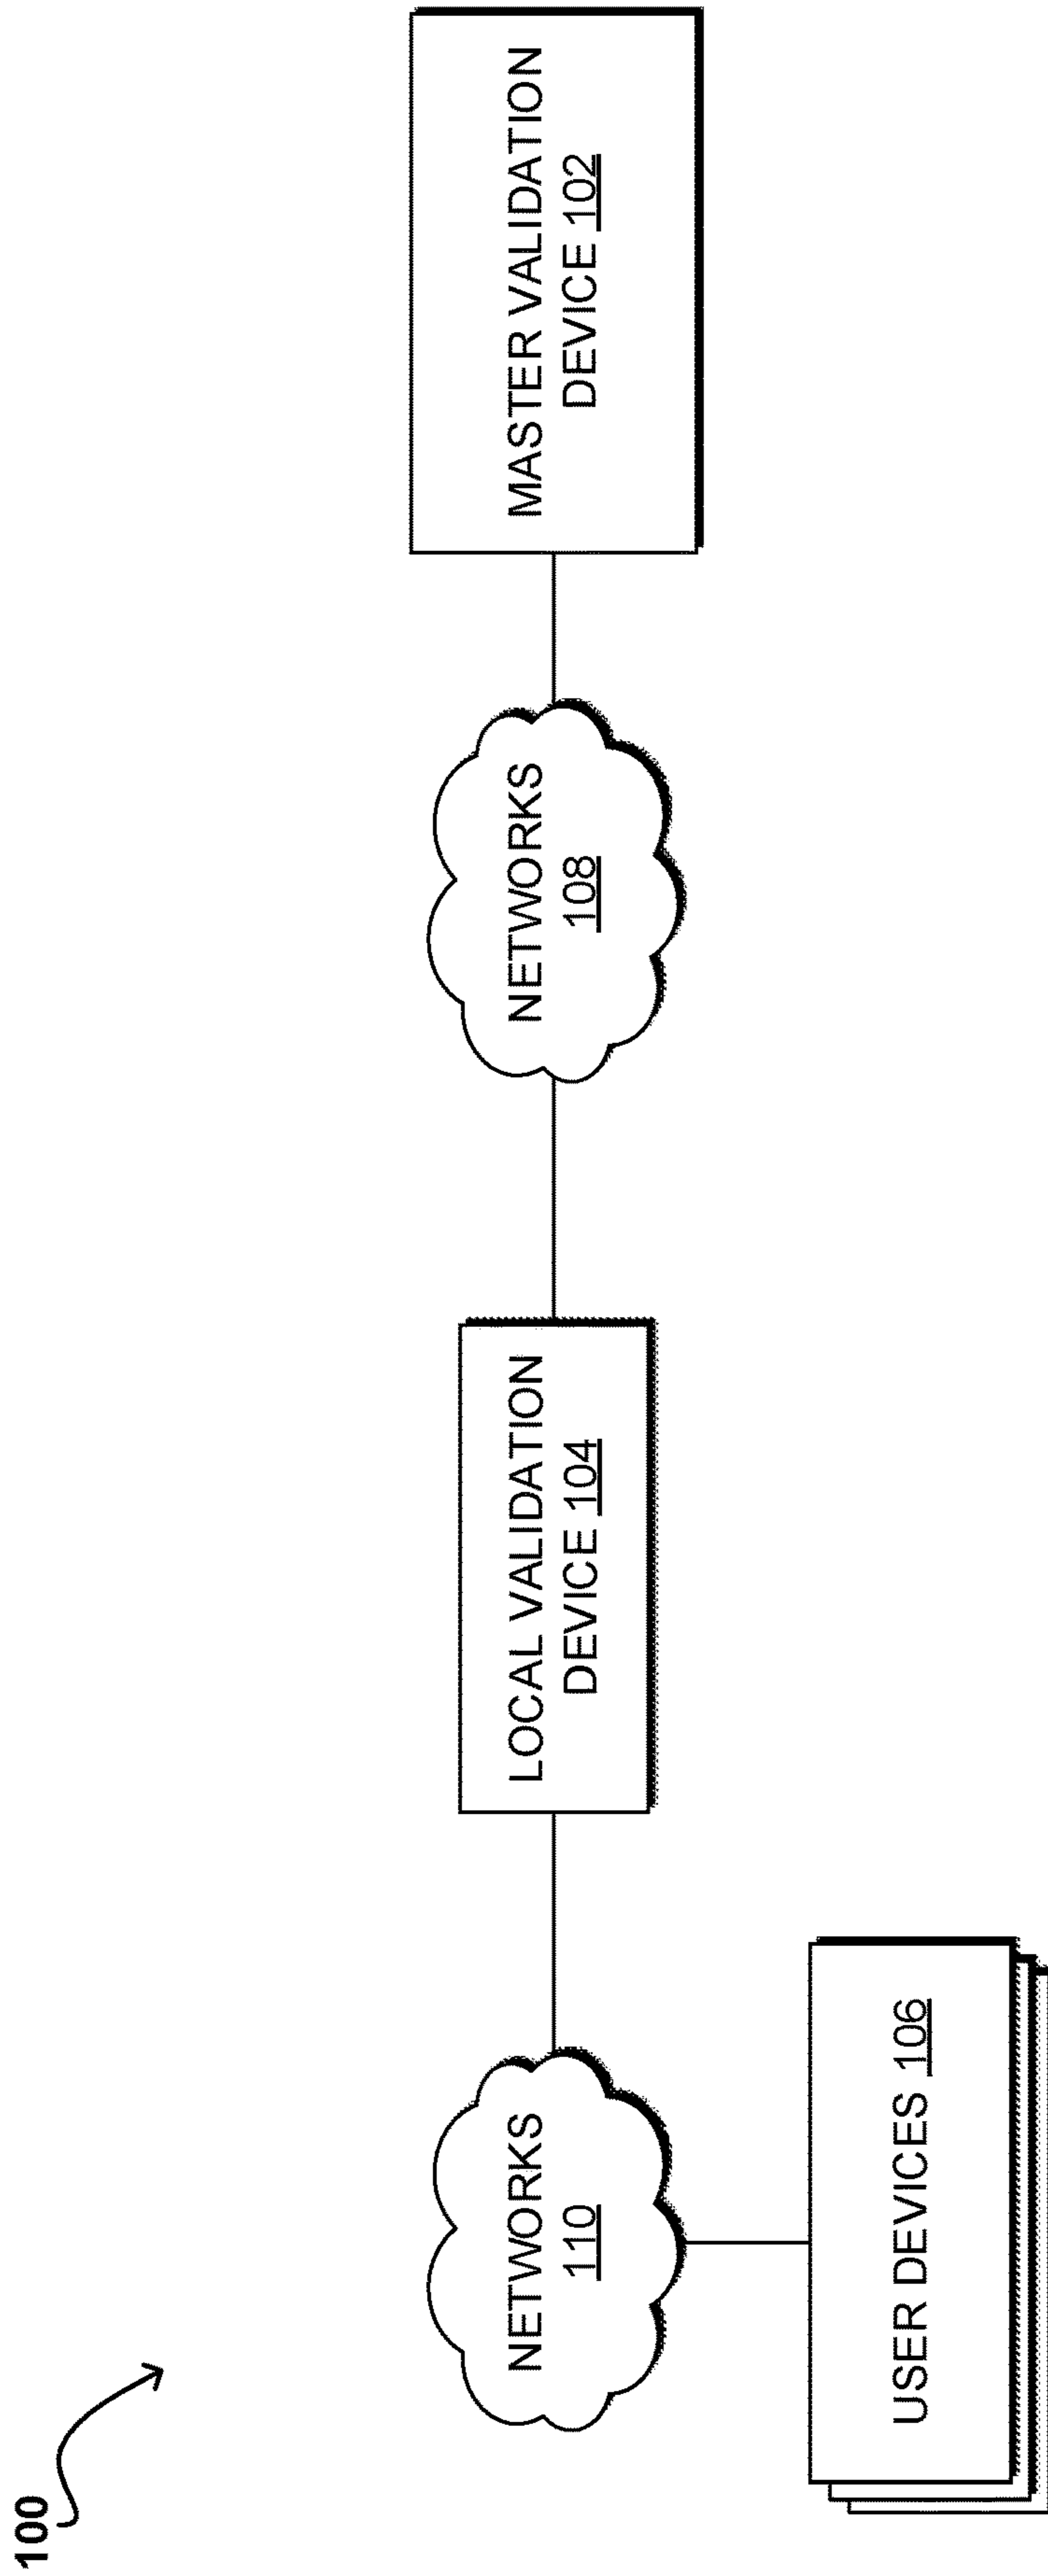 100
NETWORKS
110
LOCAL VALIDATION
DEVICE 104
NETWORKS
108
MASTER VALIDATION
DEVICE 102
USER DEVICES 106